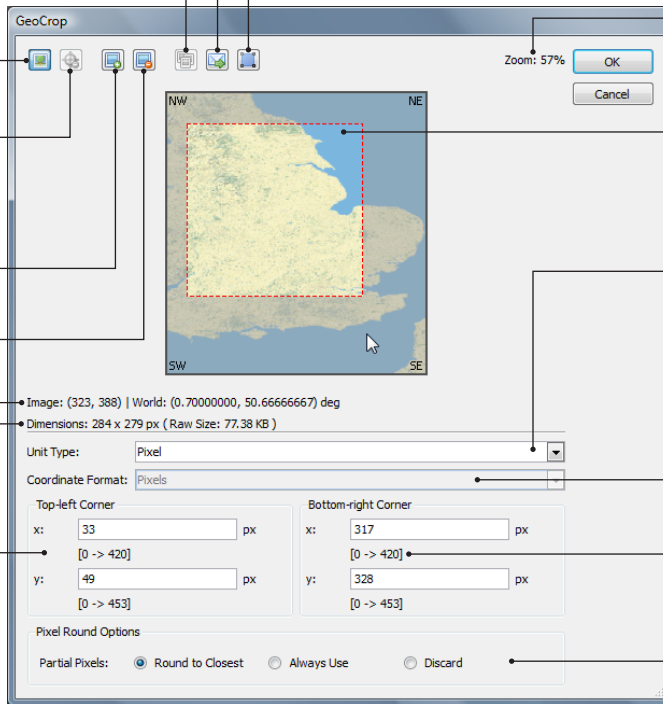 GeoCrop
Zoom: 57%
OK
Cancel
NW
NE
SW
SE
Image: (323, 388) | World: (0.70000000, 50.66666667) deg
Dimensions: 284 x 279 px ( Raw Size: 77.38 KB )
Unit Type:
Pixel
Coordinate Format:
Pixels
Top-left Corner
x:
33
px
[0 -> 420]
y:
49
px
[0 -> 453]
Bottom-right Corner
x:
317
px
[0 -> 420]
y:
328
px
[0 -> 453]
Pixel Round Options
Partial Pixels:
Round to Closest
Always Use
Discard